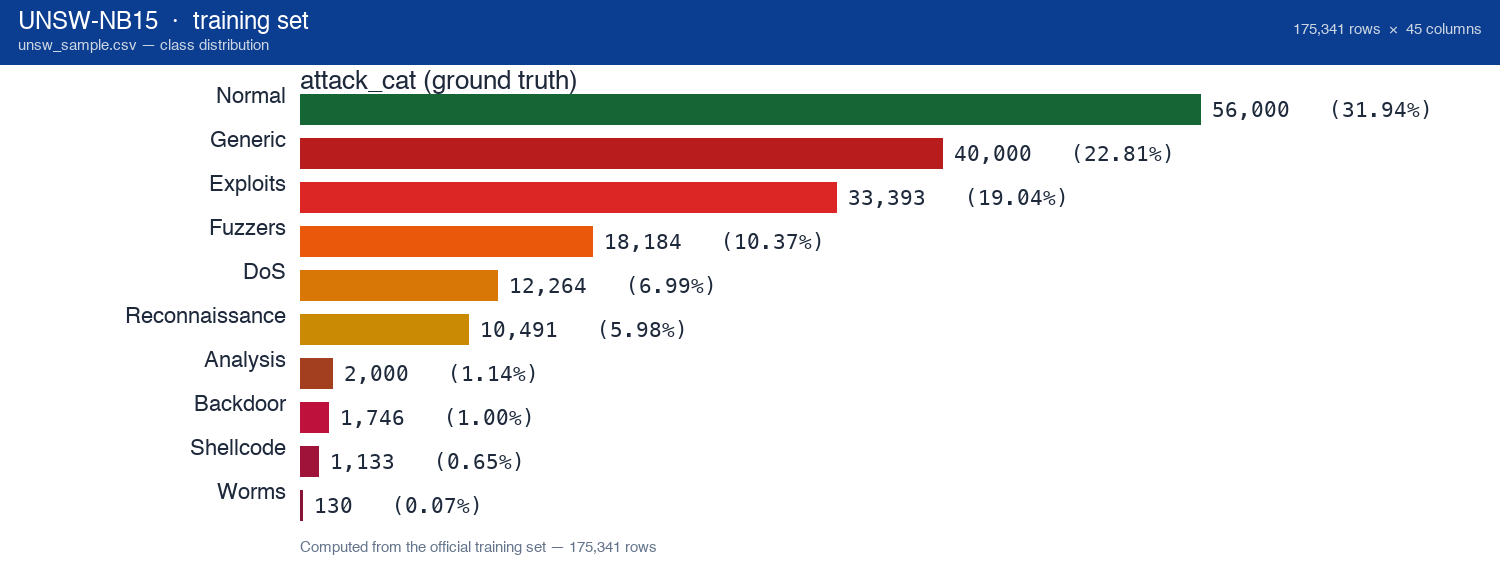 UNSW-NB15 · training set
unsw_sample.csv — class distribution
175,341 rows × 45 columns
attack_cat (ground truth)
Normal 56,000 (31.94%)
Generic 40,000 (22.81%)
Exploits 33,393 (19.04%)
Fuzzers 18,184 (10.37%)
DoS 12,264 (6.99%)
Reconnaissance 10,491 (5.98%)
Analysis 2,000 (1.14%)
Backdoor 1,746 (1.00%)
Shellcode 1,133 (0.65%)
Worms 130 (0.07%)
Computed from the official training set — 175,341 rows